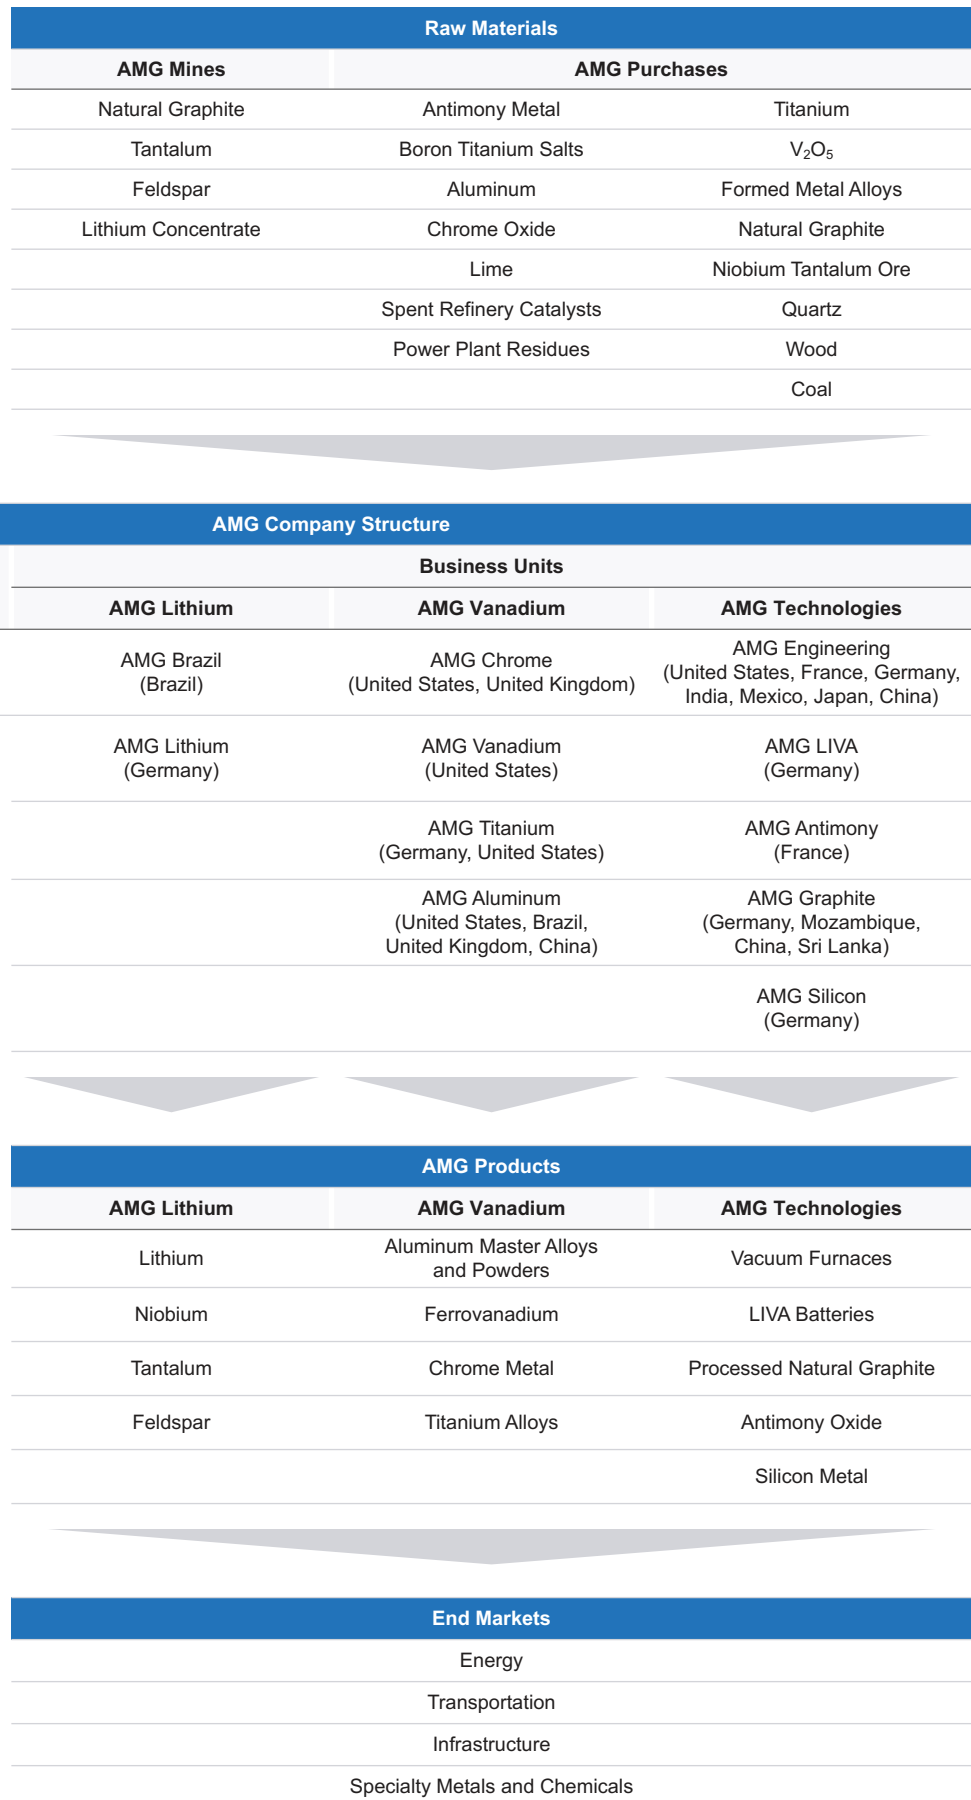 Raw Materials
AMG Mines AMG Purchases
Natural Graphite Antimony Metal Titanium
Tantalum Boron Titanium Salts V₂O₅
Feldspar Aluminum Formed Metal Alloys
Lithium Concentrate Chrome Oxide Natural Graphite
Lime Niobium Tantalum Ore
Spent Refinery Catalysts Quartz
Power Plant Residues Wood
Coal
AMG Company Structure
Business Units
AMG Lithium AMG Vanadium AMG Technologies
AMG Brazil
(Brazil)
AMG Chrome
(United States, United Kingdom)
AMG Engineering
(United States, France, Germany,
India, Mexico, Japan, China)
AMG Lithium
(Germany)
AMG Vanadium
(United States)
AMG LIVA
(Germany)
AMG Titanium
(Germany, United States)
AMG Antimony
(France)
AMG Aluminum
(United States, Brazil,
United Kingdom, China)
AMG Graphite
(Germany, Mozambique,
China, Sri Lanka)
AMG Silicon
(Germany)
AMG Products
AMG Lithium AMG Vanadium AMG Technologies
Lithium
Aluminum Master Alloys
and Powders
Vacuum Furnaces
Niobium Ferrovanadium LIVA Batteries
Tantalum Chrome Metal Processed Natural Graphite
Feldspar Titanium Alloys Antimony Oxide
Silicon Metal
End Markets
Energy
Transportation
Infrastructure
Specialty Metals and Chemicals